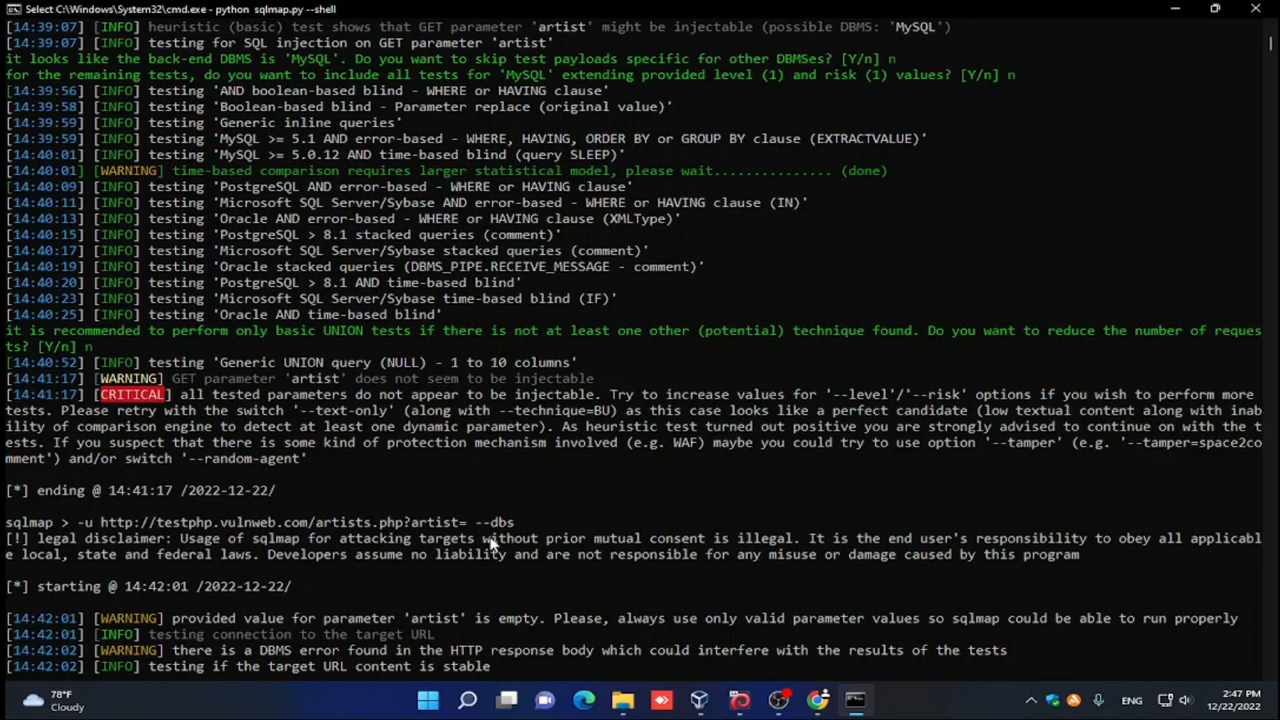 Select C:\Windows\System32\cmd.exe - python sqlmap.py --shell
[14:39:07] [INFO] heuristic (basic) test shows that GET parameter 'artist' might be injectable (possible DBMS: 'MySQL')
[14:39:07] [INFO] testing for SQL injection on GET parameter 'artist'
it looks like the back-end DBMS is 'MySQL'. Do you want to skip test payloads specific for other DBMSes? [Y/n] n
for the remaining tests, do you want to include all tests for 'MySQL' extending provided level (1) and risk (1) values? [Y/n] n
[14:39:56] [INFO] testing 'AND boolean-based blind - WHERE or HAVING clause'
[14:39:58] [INFO] testing 'Boolean-based blind - Parameter replace (original value)'
[14:39:59] [INFO] testing 'Generic inline queries'
[14:39:59] [INFO] testing 'MySQL >= 5.1 AND error-based - WHERE, HAVING, ORDER BY or GROUP BY clause (EXTRACTVALUE)'
[14:40:01] [INFO] testing 'MySQL >= 5.0.12 AND time-based blind (query SLEEP)'
[14:40:01] [WARNING] time-based comparison requires larger statistical model, please wait............... (done)
[14:40:09] [INFO] testing 'PostgreSQL AND error-based - WHERE or HAVING clause'
[14:40:11] [INFO] testing 'Microsoft SQL Server/Sybase AND error-based - WHERE or HAVING clause (IN)'
[14:40:13] [INFO] testing 'Oracle AND error-based - WHERE or HAVING clause (XMLType)'
[14:40:15] [INFO] testing 'PostgreSQL > 8.1 stacked queries (comment)'
[14:40:17] [INFO] testing 'Microsoft SQL Server/Sybase stacked queries (comment)'
[14:40:19] [INFO] testing 'Oracle stacked queries (DBMS_PIPE.RECEIVE_MESSAGE - comment)'
[14:40:20] [INFO] testing 'PostgreSQL > 8.1 AND time-based blind'
[14:40:23] [INFO] testing 'Microsoft SQL Server/Sybase time-based blind (IF)'
[14:40:25] [INFO] testing 'Oracle AND time-based blind'
it is recommended to perform only basic UNION tests if there is not at least one other (potential) technique found. Do you want to reduce the number of reques
ts? [Y/n] n
[14:40:52] [INFO] testing 'Generic UNION query (NULL) - 1 to 10 columns'
[14:41:17] [WARNING] GET parameter 'artist' does not seem to be injectable
[14:41:17] [CRITICAL] all tested parameters do not appear to be injectable. Try to increase values for '--level'/'--risk' options if you wish to perform more
tests. Please retry with the switch '--text-only' (along with --technique=BU) as this case looks like a perfect candidate (low textual content along with inab
ility of comparison engine to detect at least one dynamic parameter). As heuristic test turned out positive you are strongly advised to continue on with the t
ests. If you suspect that there is some kind of protection mechanism involved (e.g. WAF) maybe you could try to use option '--tamper' (e.g. '--tamper=space2co
mment') and/or switch '--random-agent'
[*] ending @ 14:41:17 /2022-12-22/
sqlmap > -u http://testphp.vulnweb.com/artists.php?artist= --dbs
[!] legal disclaimer: Usage of sqlmap for attacking targets without prior mutual consent is illegal. It is the end user's responsibility to obey all applicabl
e local, state and federal laws. Developers assume no liability and are not responsible for any misuse or damage caused by this program
[*] starting @ 14:42:01 /2022-12-22/
[14:42:01] [WARNING] provided value for parameter 'artist' is empty. Please, always use only valid parameter values so sqlmap could be able to run properly
[14:42:01] [INFO] testing connection to the target URL
[14:42:02] [WARNING] there is a DBMS error found in the HTTP response body which could interfere with the results of the tests
[14:42:02] [INFO] testing if the target URL content is stable
78°F
Cloudy
ENG
2:47 PM
12/22/2022